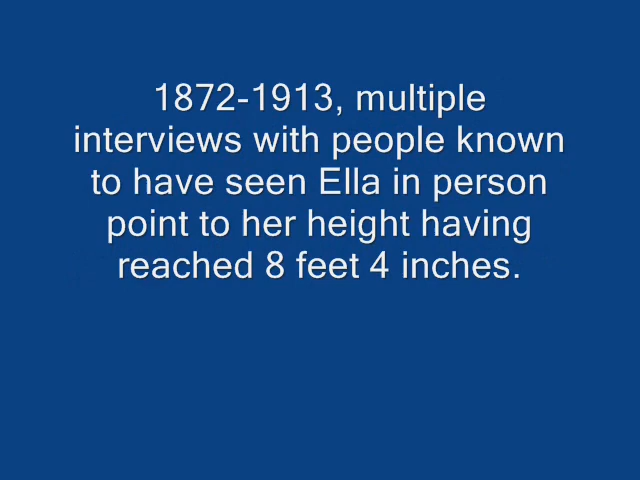 1872-1913, multiple
interviews with people known
to have seen Ella in person
point to her height having
reached 8 feet 4 inches.